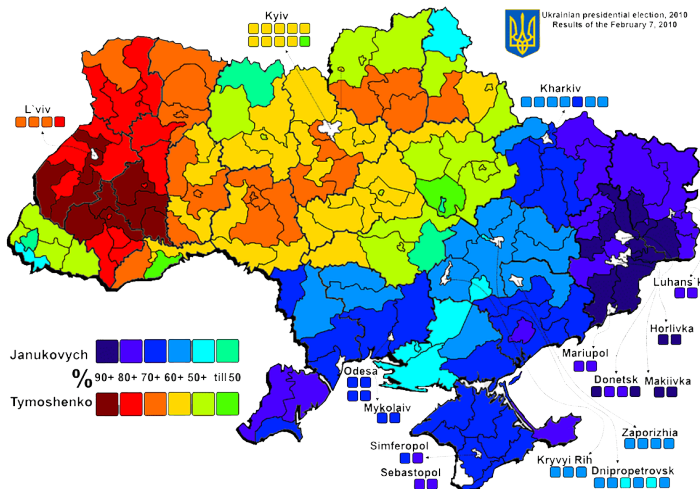 Kyiv
Ukrainian presidential election, 2010
Results of the February 7, 2010
Kharkiv
L`viv
Luhans`k
Janukovych
% 90+ 80+ 70+ 60+ 50+ till 50
Tymoshenko
Horlivka
Mariupol
Odesa
Donetsk
Makiivka
Mykolaiv
Zaporizhia
Simferopol
Kryvyi Rih
Sebastopol
Dnipropetrovsk